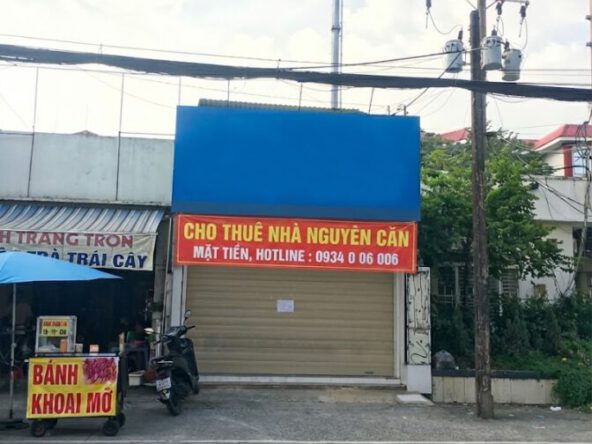 CHO THUÊ NHÀ NGUYÊN CĂN
MẶT TIỀN, HOTLINE : 0934 0 06 006
TRÁNG TRỘN
TRÀ TRÁI CÂY
BÁNH
KHOAI MỠ